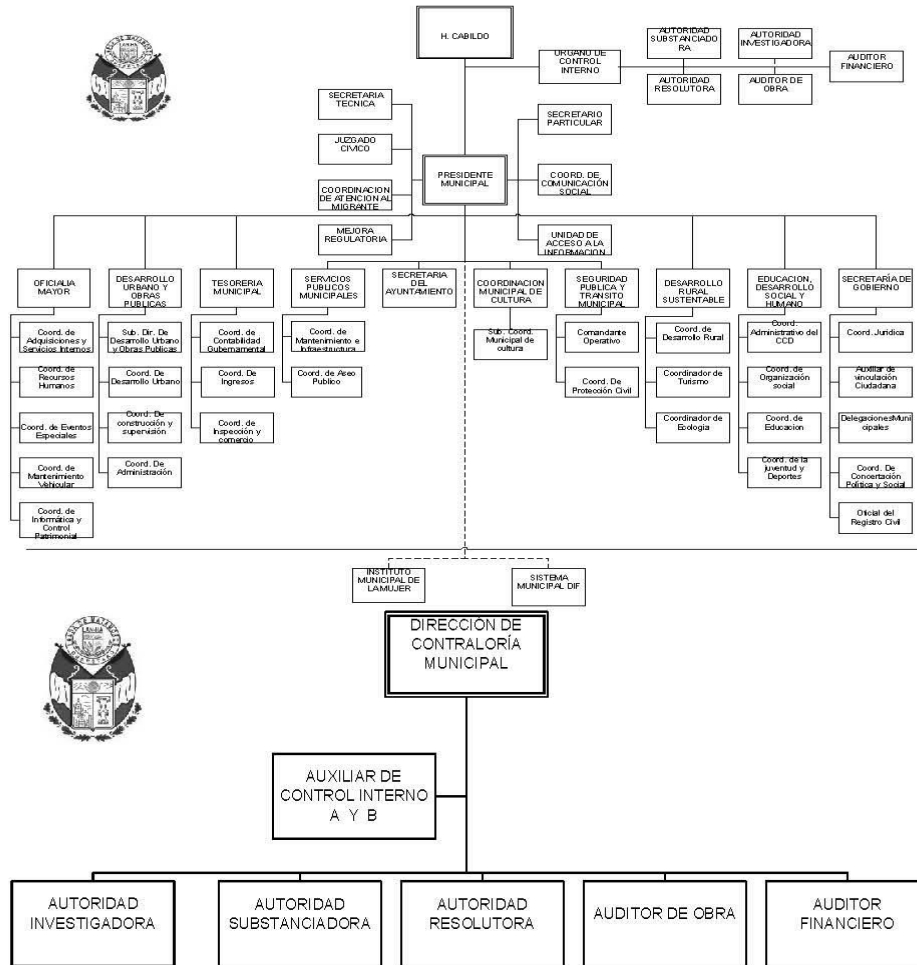 H. CABILDO
ORGANO DE
CONTROL
INTERNO
AUTORIDAD
SUBSTANCIADO
RA
AUTORIDAD
INVESTIGADORA
AUDITOR
FINANCIERO
AUTORIDAD
RESOLUTORA
AUDITOR DE
OBRA
SECRETARIA
TECNICA
SECRETARIO
PARTICULAR
JUZGADO
CIVICO
PRESIDENTE
MUNICIPAL
COORD. DE
COMUNICACIÓN
SOCIAL
COORDINACION
DE ATENCION AL
MIGRANTE
MEJORA
REGULATORIA
UNIDAD DE
ACCESO A LA
INFORMACION
OFICIALIA
MAYOR
DESARROLLO
URBANO Y
OBRAS
PUBLICAS
TESORERIA
MUNICIPAL
SERVICIOS
PUBLICOS
MUNICIPALES
SECRETARIA
DEL
AYUNTAMIENTO
COORDINACION
MUNICIPAL DE
CULTURA
SEGURIDAD
PUBLICA Y
TRANSITO MUNICIPAL
DESARROLLO
RURAL
SUSTENTABLE
EDUCACION,
DESARROLLO
SOCIAL Y
HUMANO
SECRETARÍA DE
GOBIERNO
Coord. de
Adquisiciones y
Servicios Internos
Sub. Dir. De
Desarrollo Urbano
y Obras Publicas
Coord. de
Contabilidad
Gubernamental
Coord. de
Mantenimiento e
Infraestructura
Sub. Coord.
Municipal de
cultura
Comandante
Operativo
Coord. de
Desarrollo Rural
Coord.
Administrativo del
CCD
Coord. Juridica
Coord. de
Recursos
Humanos
Coord. De
Desarrollo Urbano
Coord. de
Ingresos
Coord. de Aseo
Publico
Coord. De
Protección Civil
Coordinador de
Turismo
Coord. de
Organización
social
Auxiliar de
vinculación
Ciudadana
Coord. de Eventos
Especiales
Coord. De
construcción y
supervisión
Coord. de
Inspección y
comercio
Coordinador de
Ecologia
Coord. de
Educacion
DelegacionesMuni
cipales
Coord. de
Mantenimiento
Vehicular
Coord. De
Administración
Coord. de la
juventud y
Deportes
Coord. De
Concertación
Politica y Social
Coord. de
Informática y
Control
Patrimonial
Oficial del
Registro Civil
INSTITUTO
MUNICIPAL DE
LAMUJER
SISTEMA
MUNICIPAL DIF
DIRECCIÓN DE
CONTRALORÍA
MUNICIPAL
AUXILIAR DE
CONTROL INTERNO
A Y B
AUTORIDAD
INVESTIGADORA
AUTORIDAD
SUBSTANCIADORA
AUTORIDAD
RESOLUTORA
AUDITOR DE OBRA
AUDITOR
FINANCIERO